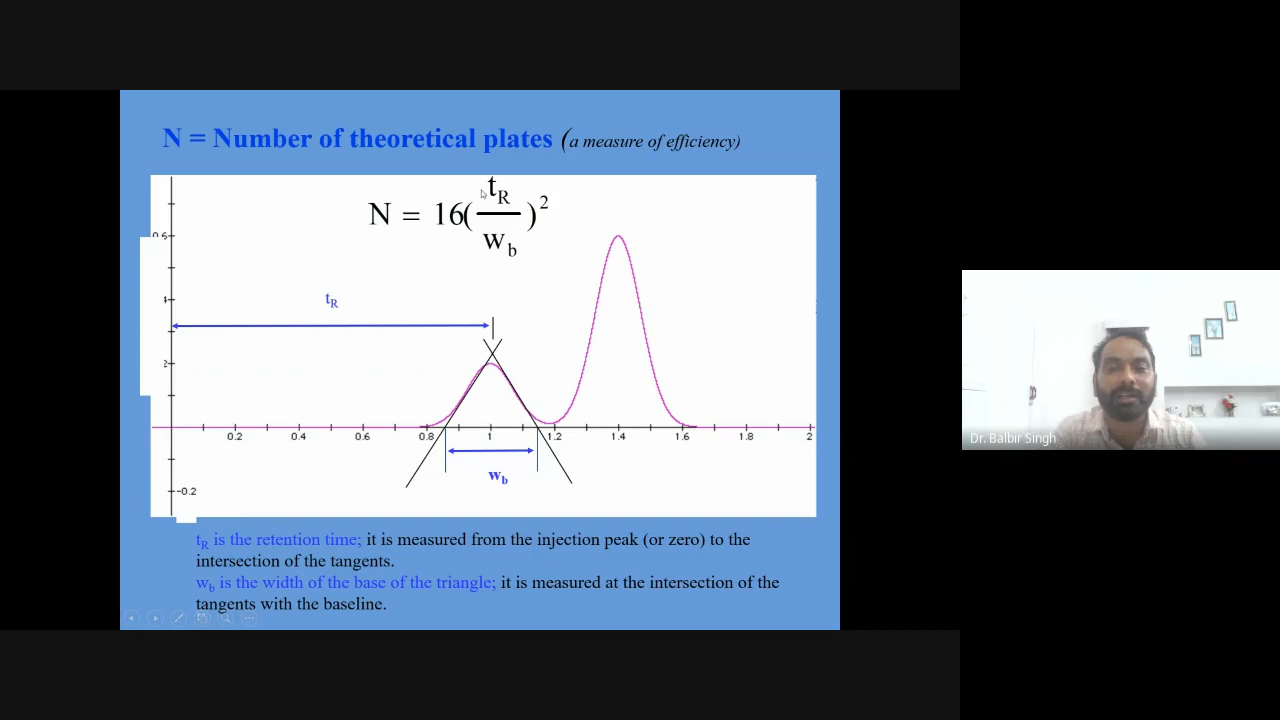 N = Number of theoretical plates (a measure of efficiency)
N = 16(tR/wb)2
0.6
4
tR
2
0.2 0.4 0.6 0.8 1 1.2 1.4 1.6 1.8 2
wb
-0.2
Dr. Balbir Singh
tR is the retention time; it is measured from the injection peak (or zero) to the
intersection of the tangents.
wb is the width of the base of the triangle; it is measured at the intersection of the
tangents with the baseline.